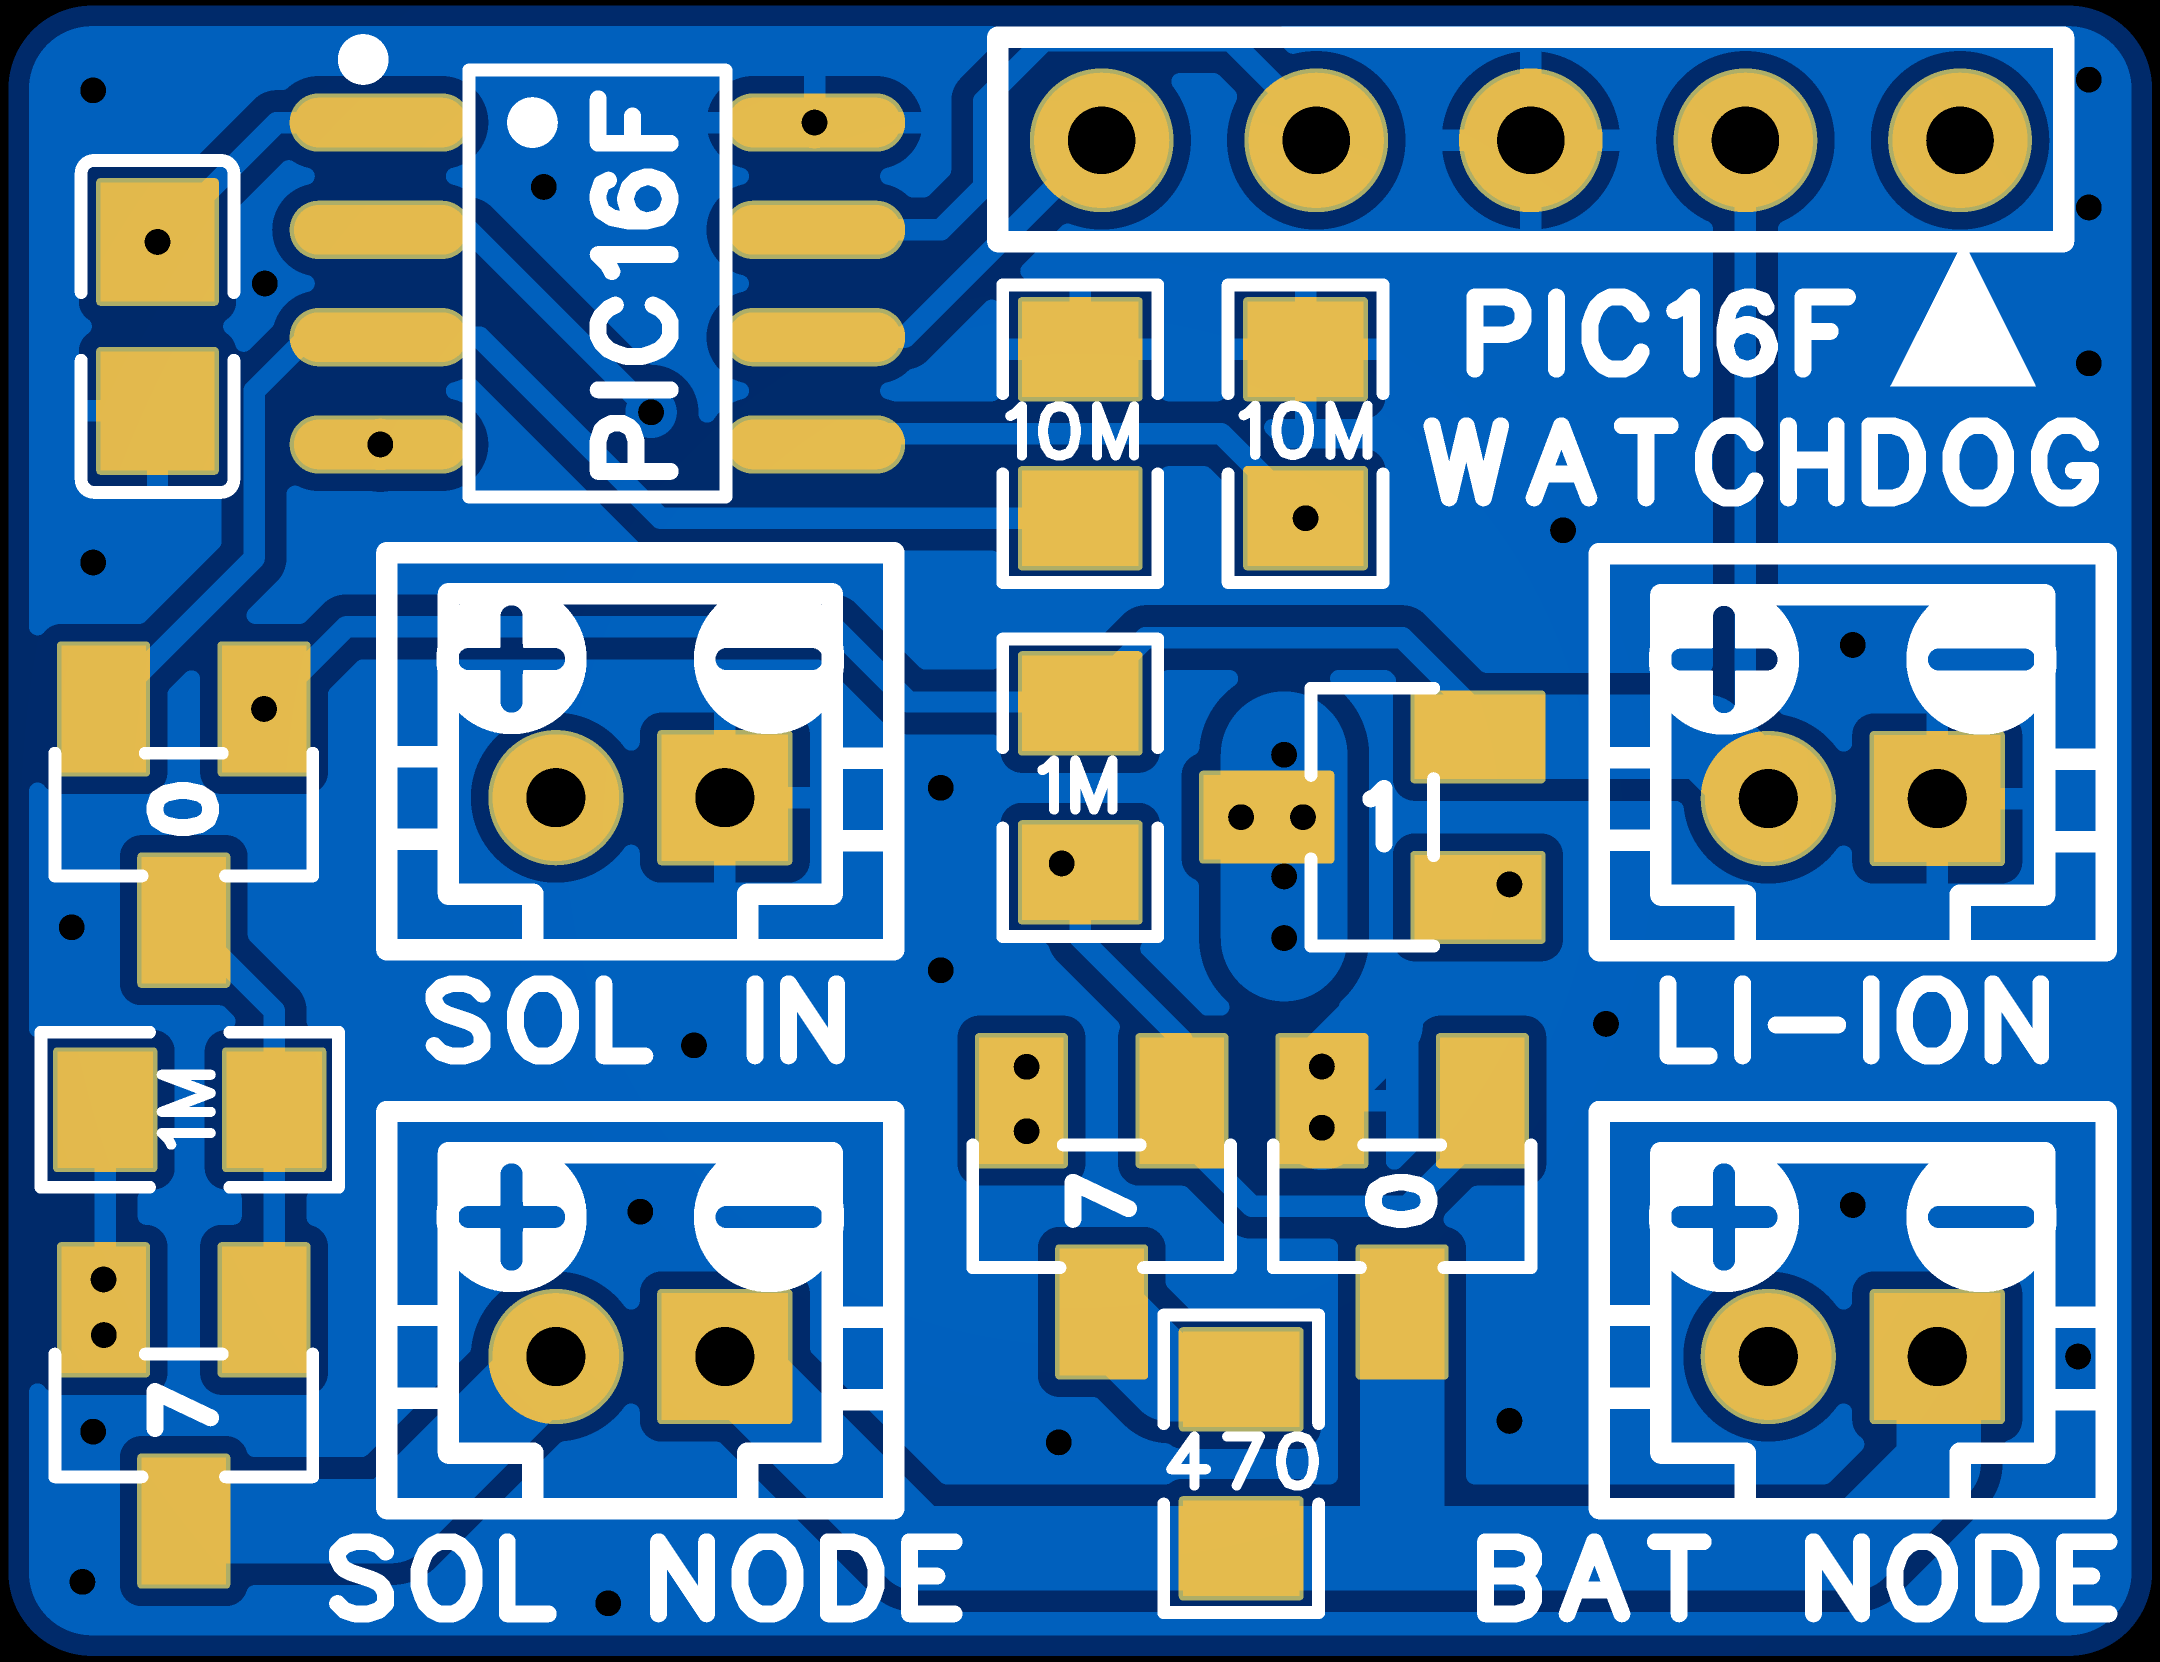 PIC16F
PIC16F
10M
10M
WATCHDOG
+
-
+
-
0
1M
1
SOL IN
LI-ION
1M
+
-
7
0
+
-
7
470
SOL NODE
BAT NODE